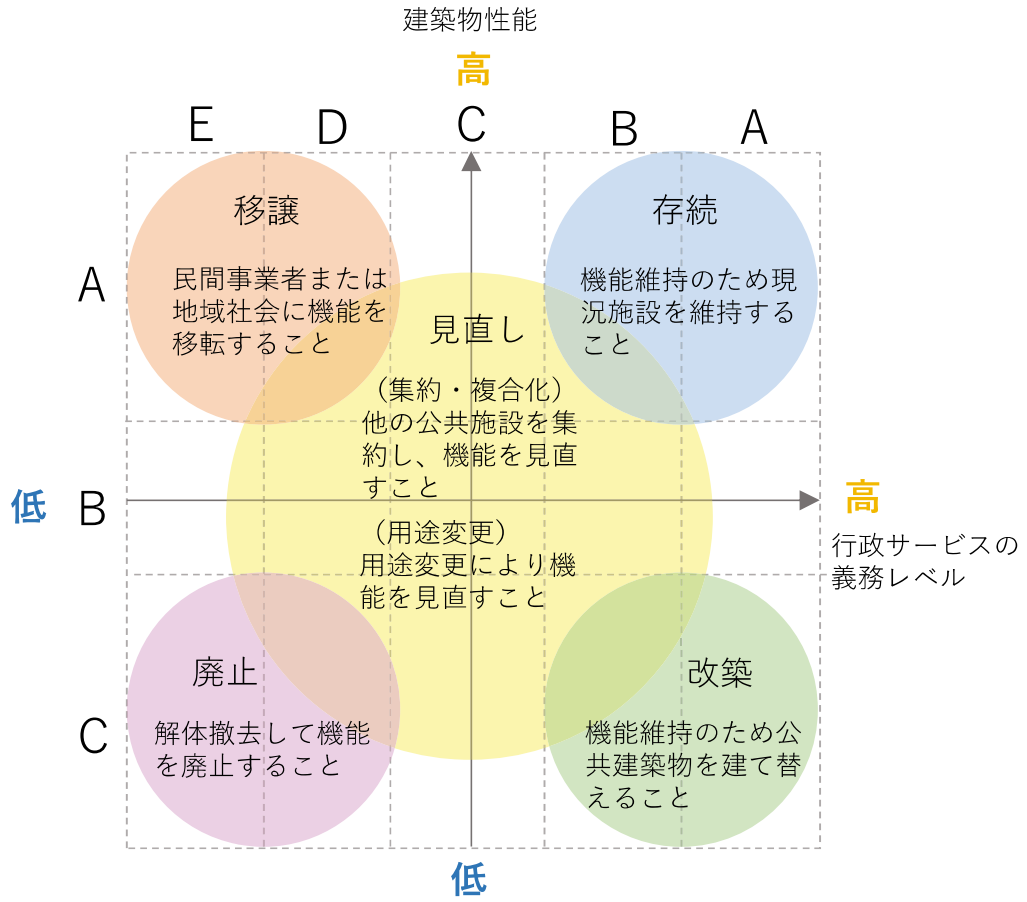 建築物性能
高
E
D
C
B
A
移譲
存続
A
民間事業者または
地域社会に機能を
移転すること
機能維持のため現
況施設を維持する
こと
見直し
（集約・複合化）
他の公共施設を集
約し、機能を見直
すこと
低
B
高
（用途変更）
用途変更により機
能を見直すこと
行政サービスの
義務レベル
廃止
改築
C
解体撤去して機能
を廃止すること
機能維持のため公
共建築物を建て替
えること
低